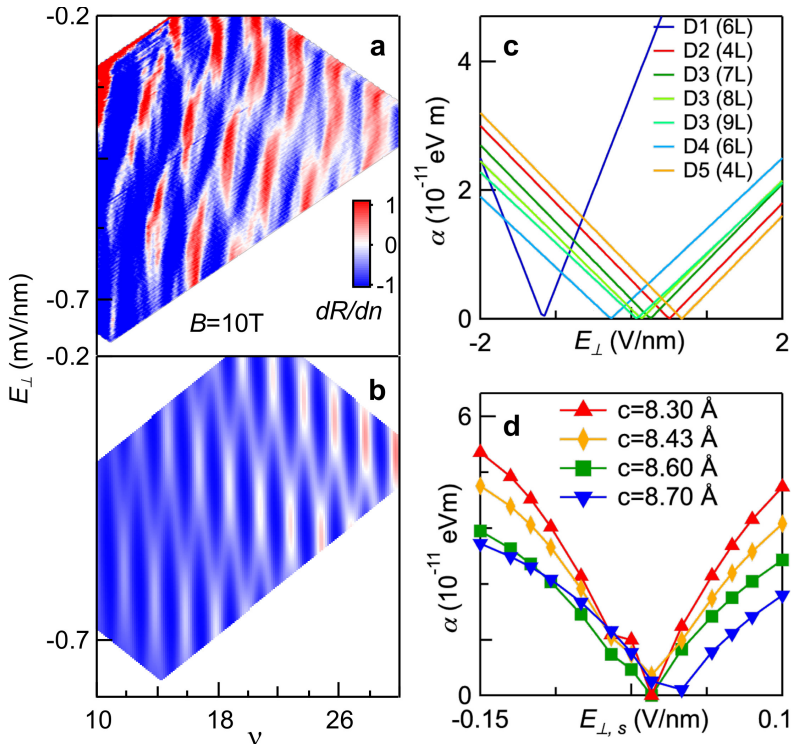 -0.2
a
E⊥ (mV/nm)
-0.7
B=10T
1
0
-1
dR/dn
-0.2
b
-0.7
10
18
26
ν
c
D1 (6L)
D2 (4L)
D3 (7L)
D3 (8L)
D3 (9L)
D4 (6L)
D5 (4L)
α (10⁻¹¹eV m)
4
2
0
-2
E⊥ (V/nm)
2
d
c=8.30 Å
c=8.43 Å
c=8.60 Å
c=8.70 Å
α (10⁻¹¹ eVm)
6
0
-0.15
E⊥, s (V/nm)
0.1